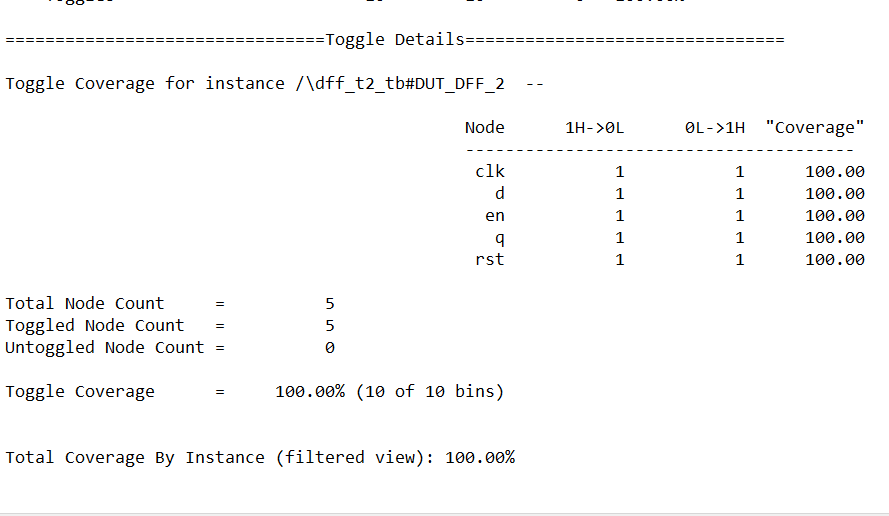 ================================Toggle Details================================
Toggle Coverage for instance /\dff_t2_tb#DUT_DFF_2  --
Node      1H->0L      0L->1H  "Coverage"
---------------------------------------
clk           1           1      100.00
d           1           1      100.00
en           1           1      100.00
q           1           1      100.00
rst           1           1      100.00
Total Node Count     =          5
Toggled Node Count   =          5
Untoggled Node Count =          0
Toggle Coverage      =     100.00% (10 of 10 bins)
Total Coverage By Instance (filtered view): 100.00%